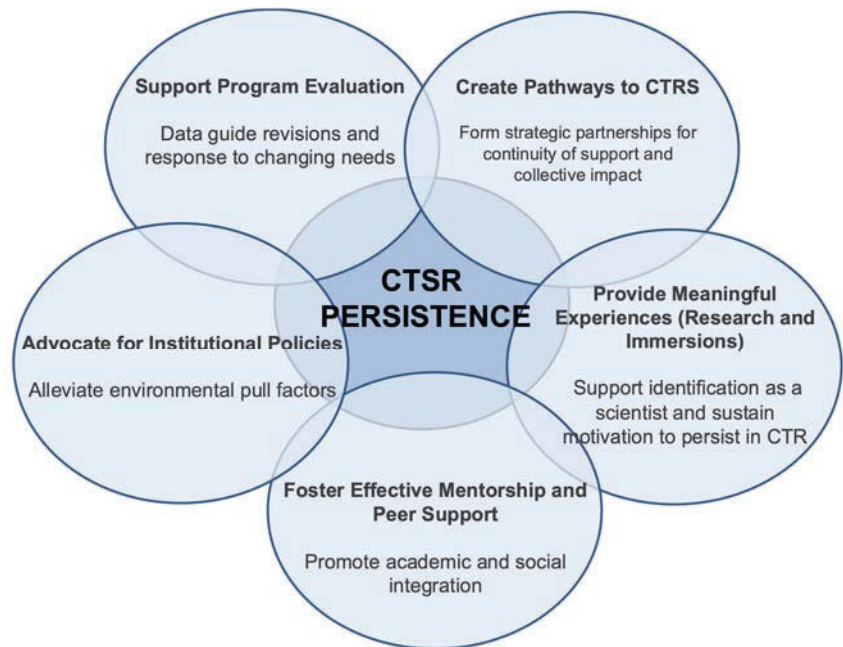 Support Program Evaluation
Data guide revisions and
response to changing needs
Create Pathways to CTRS
Form strategic partnerships for
continuity of support and
collective impact
CTSR
PERSISTENCE
Provide Meaningful
Experiences (Research and
Immersions)
Support identification as a
scientist and sustain
motivation to persist in CTR
Advocate for Institutional Policies
Alleviate environmental pull factors
Foster Effective Mentorship and
Peer Support
Promote academic and social
integration